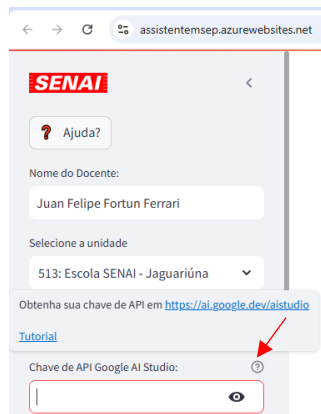 assistentemsep.azurewebsites.net
SENAI
? Ajuda?
Nome do Docente:
Juan Felipe Fortun Ferrari
Selecione a unidade
513: Escola SENAI - Jaguariúna
Obtenha sua chave de API em https://ai.google.dev/aistudio
Tutorial
Chave de API Google AI Studio: ?